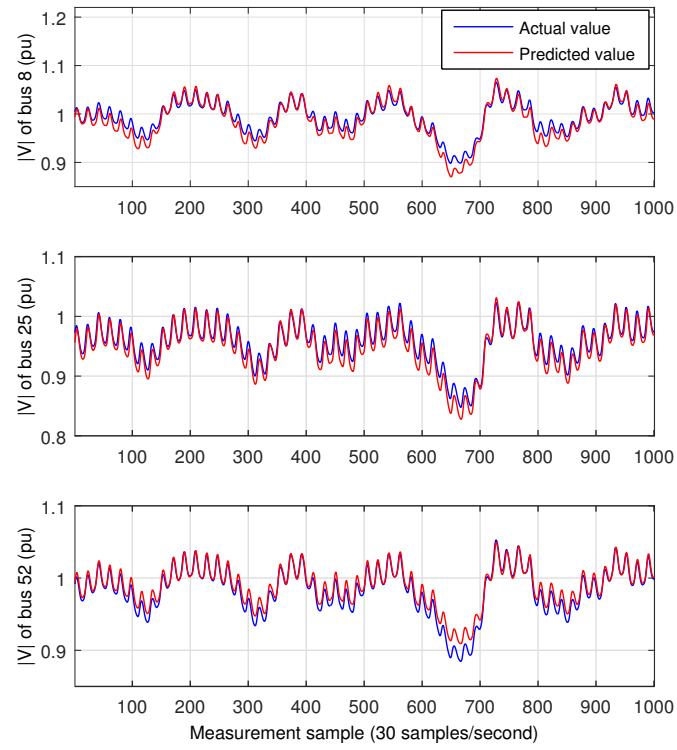 1.2
1.1
1
0.9
|V| of bus 8 (pu)
Actual value
Predicted value
100 200 300 400 500 600 700 800 900 1000
1.1
1
0.9
0.8
|V| of bus 25 (pu)
100 200 300 400 500 600 700 800 900 1000
1.1
1
0.9
|V| of bus 52 (pu)
100 200 300 400 500 600 700 800 900 1000
Measurement sample (30 samples/second)